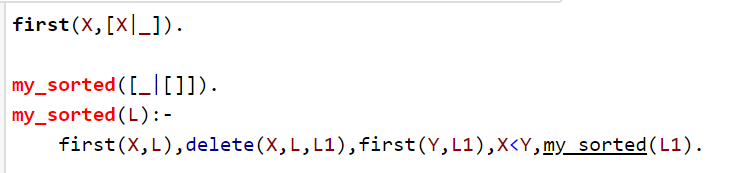 first(X,[X|_]).
my_sorted([_|[]]).
my_sorted(L):-
first(X,L),delete(X,L,L1),first(Y,L1),X<Y,my_sorted(L1).